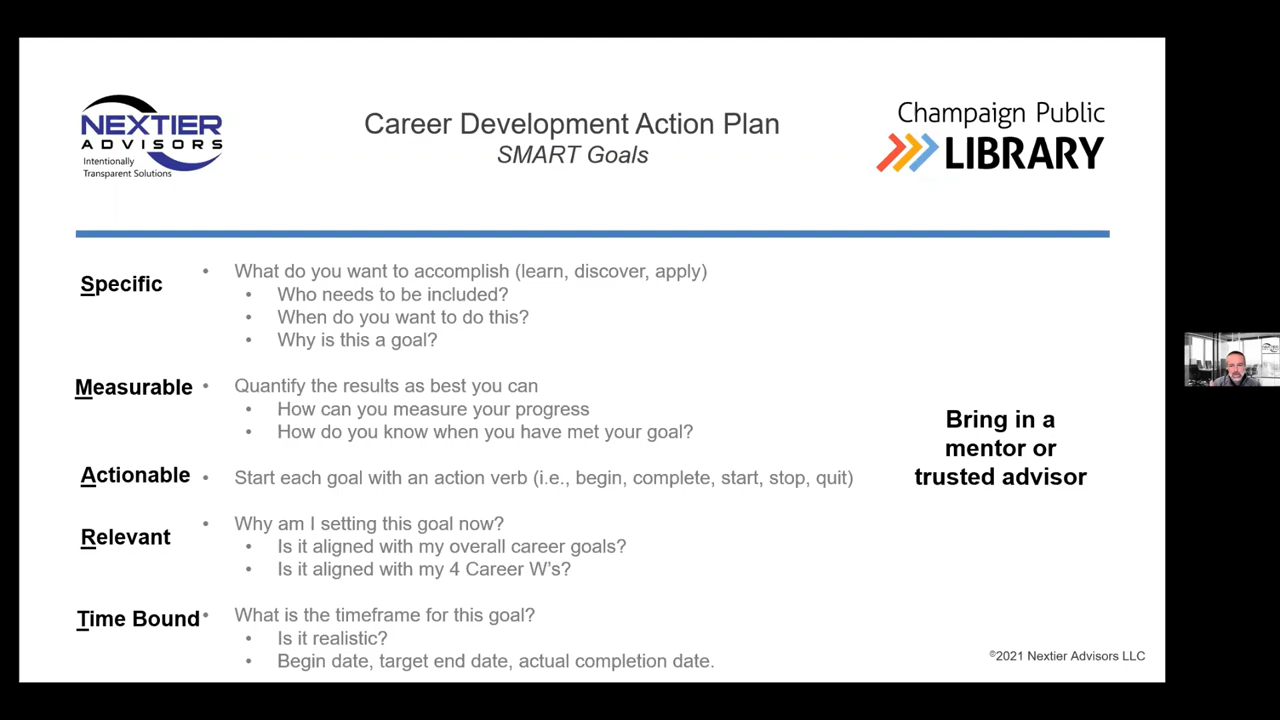 NEXTIER
ADVISORS
Intentionally
Transparent Solutions
Career Development Action Plan
SMART Goals
Champaign Public
LIBRARY
Specific
• What do you want to accomplish (learn, discover, apply)
• Who needs to be included?
• When do you want to do this?
• Why is this a goal?
Measurable
• Quantify the results as best you can
• How can you measure your progress
• How do you know when you have met your goal?
Actionable
• Start each goal with an action verb (i.e., begin, complete, start, stop, quit)
Relevant
• Why am I setting this goal now?
• Is it aligned with my overall career goals?
• Is it aligned with my 4 Career W's?
Time Bound
• What is the timeframe for this goal?
• Is it realistic?
• Begin date, target end date, actual completion date.
Bring in a
mentor or
trusted advisor
©2021 Nextier Advisors LLC
NEXTIER